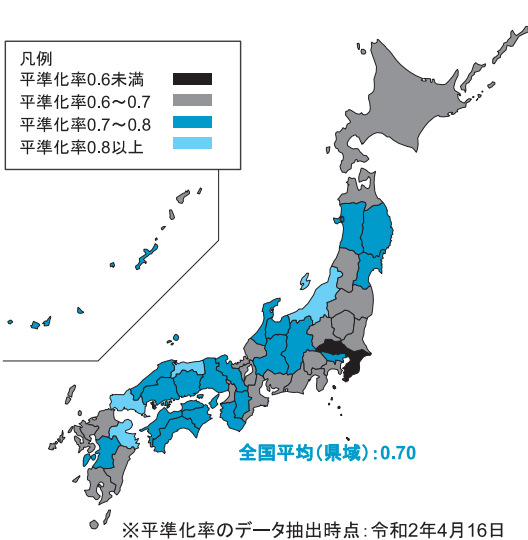 凡例
平準化率0.6未満
平準化率0.6～0.7
平準化率0.7～0.8
平準化率0.8以上
全国平均（県域）：0.70
※平準化率のデータ抽出時点：令和2年4月16日